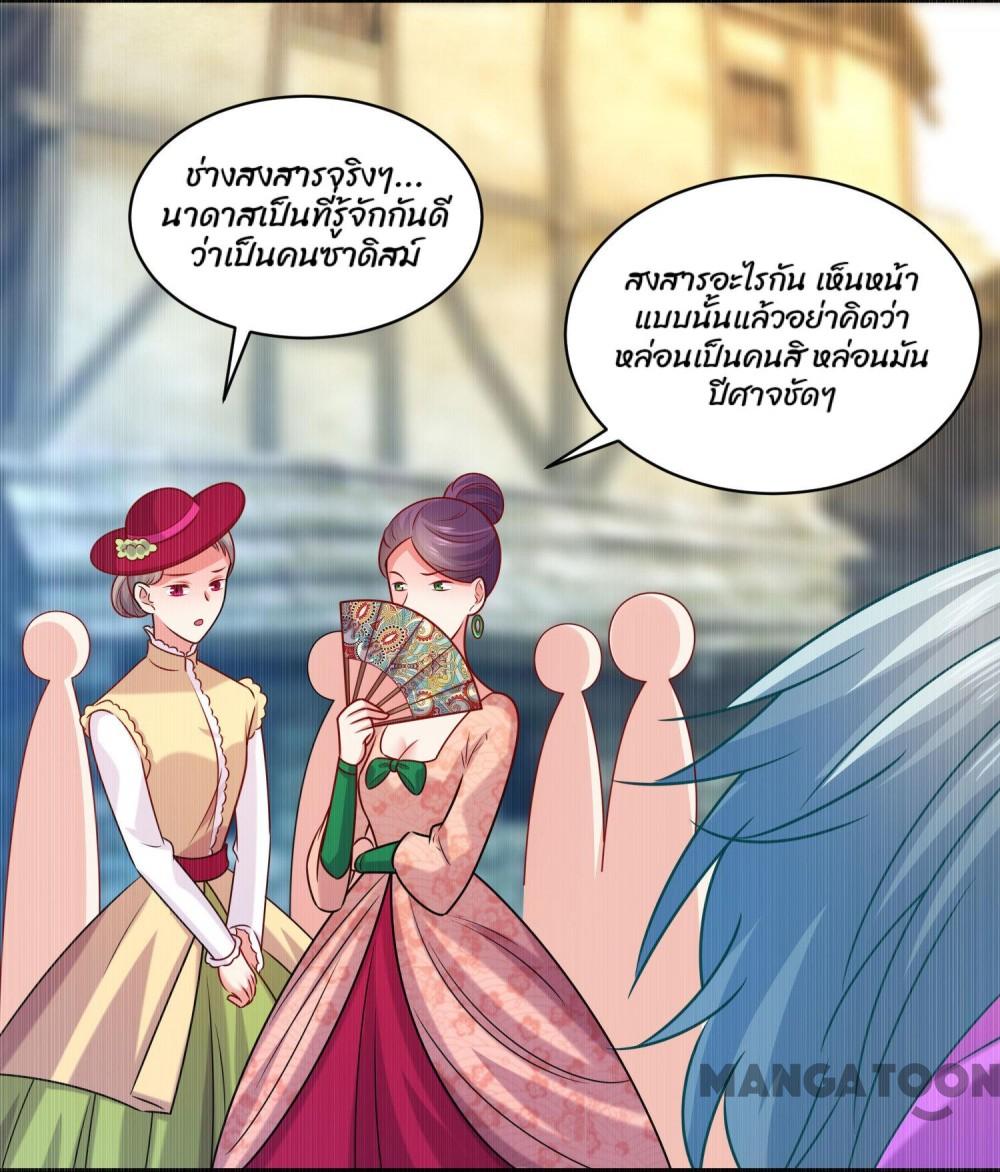 ช่างสงสารจริงๆ...
นาดาสเป็นที่รู้จักกันดี
ว่าเป็นคนซาดิสม์
สงสารอะไรกัน เห็นหน้า
แบบนั้นแล้วอย่าคิดว่า
หล่อนเป็นคนสิ หล่อนมัน
ปีศาจชัดๆ
MANGATOON